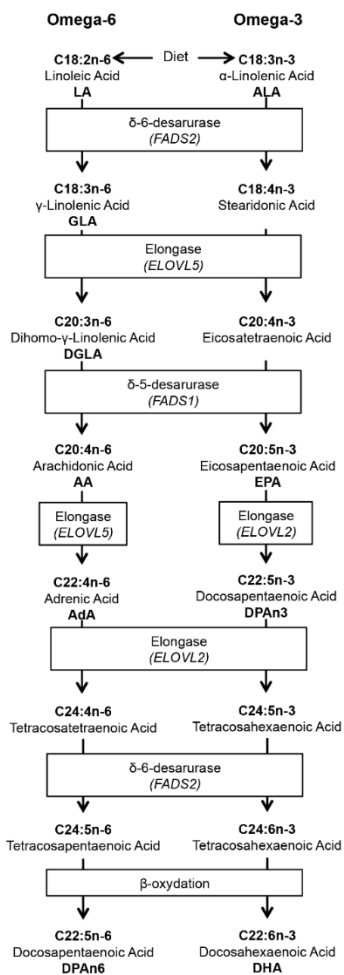 Omega-6 Omega-3
C18:2n-6 Diet C18:3n-3
Linoleic Acid α-Linolenic Acid
LA ALA
δ-6-desarurase
(FADS2)
C18:3n-6 C18:4n-3
γ-Linolenic Acid Stearidonic Acid
GLA
Elongase
(ELOVL5)
C20:3n-6 C20:4n-3
Dihomo-γ-Linolenic Acid Eicosatetraenoic Acid
DGLA
δ-5-desarurase
(FADS1)
C20:4n-6 C20:5n-3
Arachidonic Acid Eicosapentaenoic Acid
AA EPA
Elongase Elongase
(ELOVL5) (ELOVL2)
C22:4n-6 C22:5n-3
Adrenic Acid Docosapentaenoic Acid
AdA DPAn3
Elongase
(ELOVL2)
C24:4n-6 C24:5n-3
Tetracosatetraenoic Acid Tetracosahexaenoic Acid
δ-6-desarurase
(FADS2)
C24:5n-6 C24:6n-3
Tetracosapentaenoic Acid Tetracosahexaenoic Acid
β-oxydation
C22:5n-6 C22:6n-3
Docosapentaenoic Acid Docosahexaenoic Acid
DPAn6 DHA